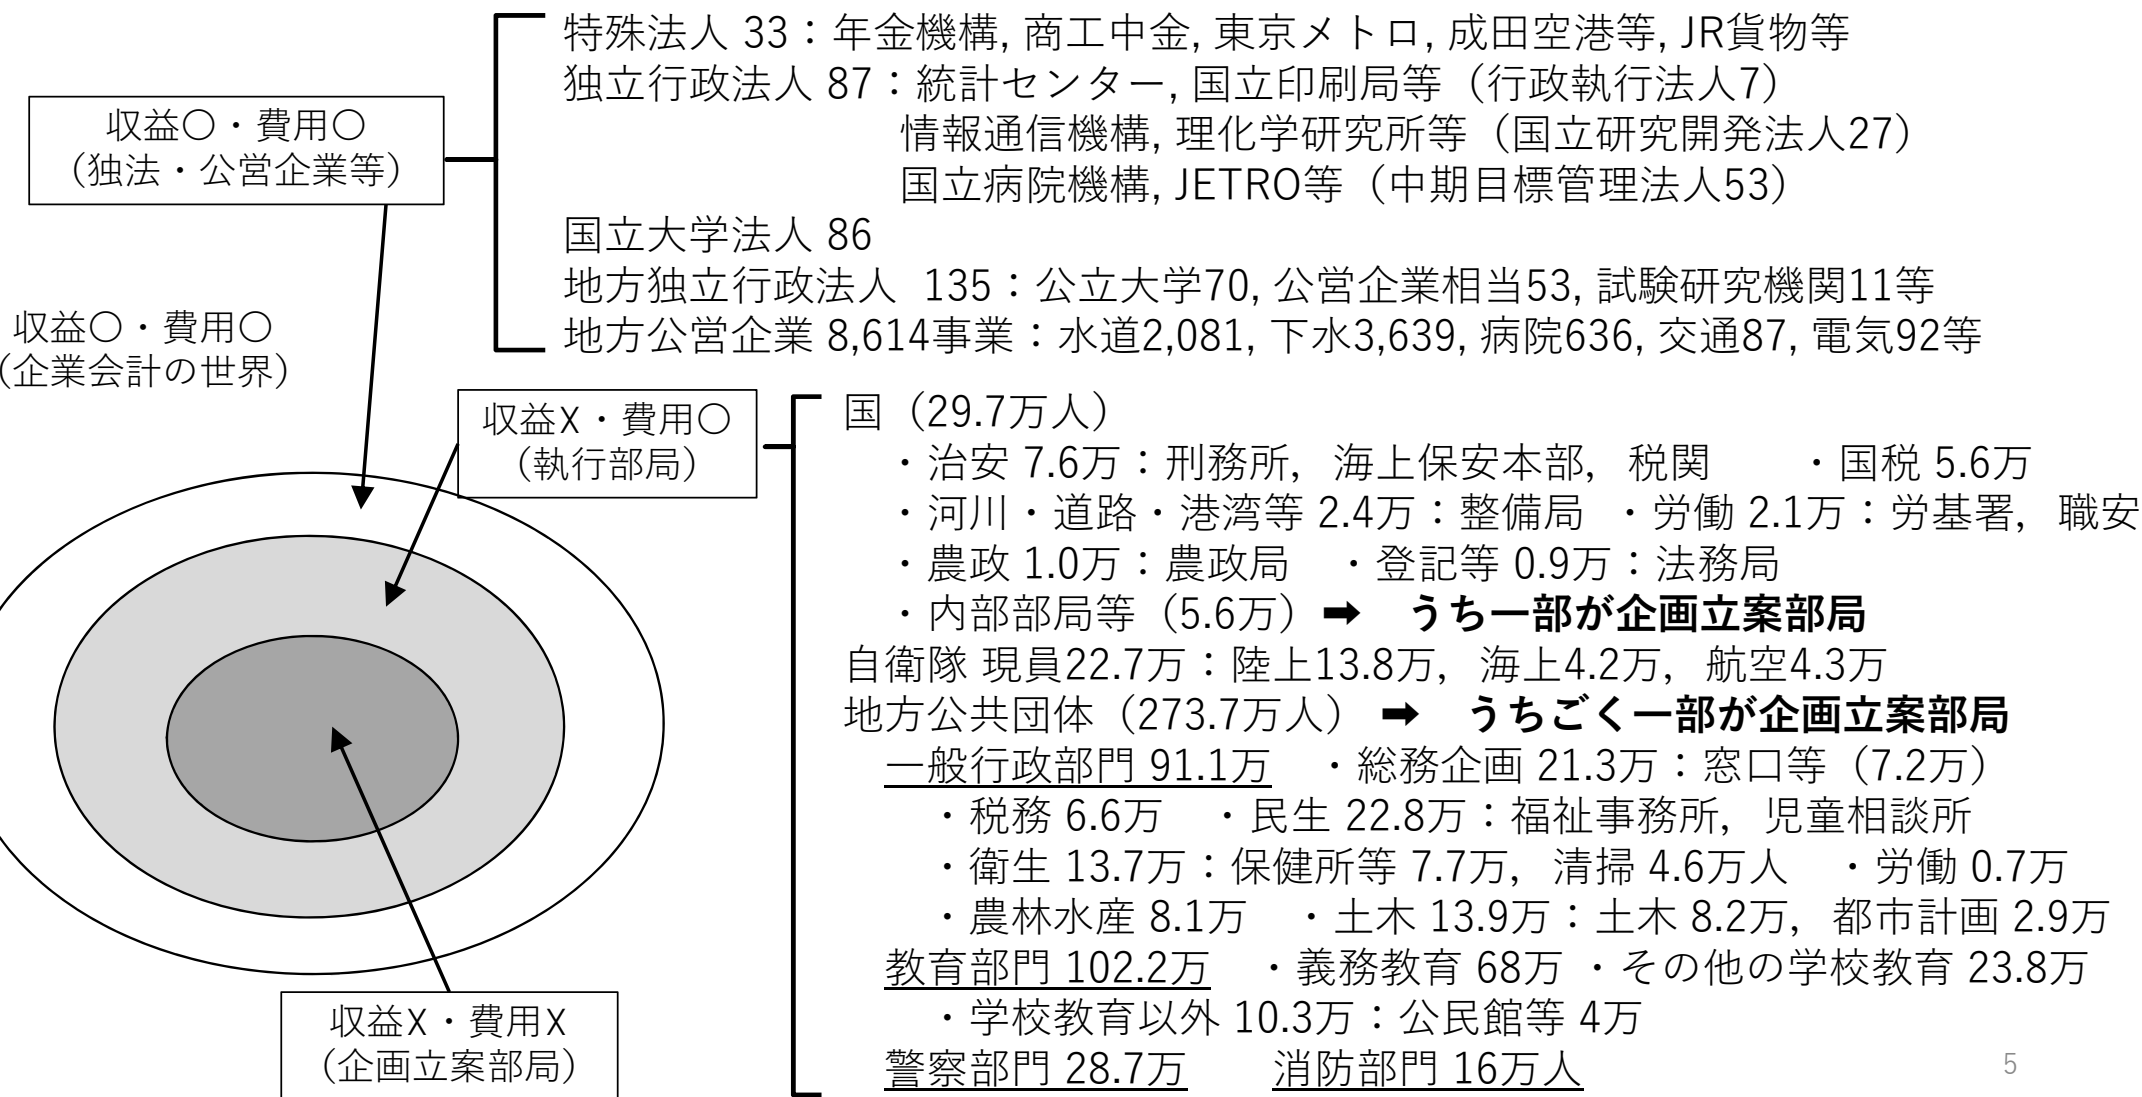 特殊法人 33：年金機構, 商工中金, 東京メトロ, 成田空港等, JR貨物等
独立行政法人 87：統計センター, 国立印刷局等（行政執行法人7）
情報通信機構, 理化学研究所等（国立研究開発法人27）
国立病院機構, JETRO等（中期目標管理法人53）
国立大学法人 86
地方独立行政法人 135：公立大学70, 公営企業相当53, 試験研究機関11等
地方公営企業 8,614事業：水道2,081, 下水3,639, 病院636, 交通87, 電気92等
収益〇・費用〇
（独法・公営企業等）
収益〇・費用〇
（企業会計の世界）
収益X・費用〇
（執行部局）
国（29.7万人）
・治安 7.6万：刑務所，海上保安本部，税関　　・国税 5.6万
・河川・道路・港湾等 2.4万：整備局　・労働 2.1万：労基署，職安
・農政 1.0万：農政局　・登記等 0.9万：法務局
・内部部局等（5.6万）➡　うち一部が企画立案部局
自衛隊 現員22.7万：陸上13.8万，海上4.2万，航空4.3万
地方公共団体（273.7万人）➡　うちごく一部が企画立案部局
一般行政部門 91.1万　・総務企画 21.3万：窓口等（7.2万）
・税務 6.6万　・民生 22.8万：福祉事務所，児童相談所
・衛生 13.7万：保健所等 7.7万，清掃 4.6万人　・労働 0.7万
・農林水産 8.1万　・土木 13.9万：土木 8.2万，都市計画 2.9万
教育部門 102.2万　・義務教育 68万 ・その他の学校教育 23.8万
・学校教育以外 10.3万：公民館等 4万
警察部門 28.7万　　消防部門 16万人
収益X・費用X
（企画立案部局）
5